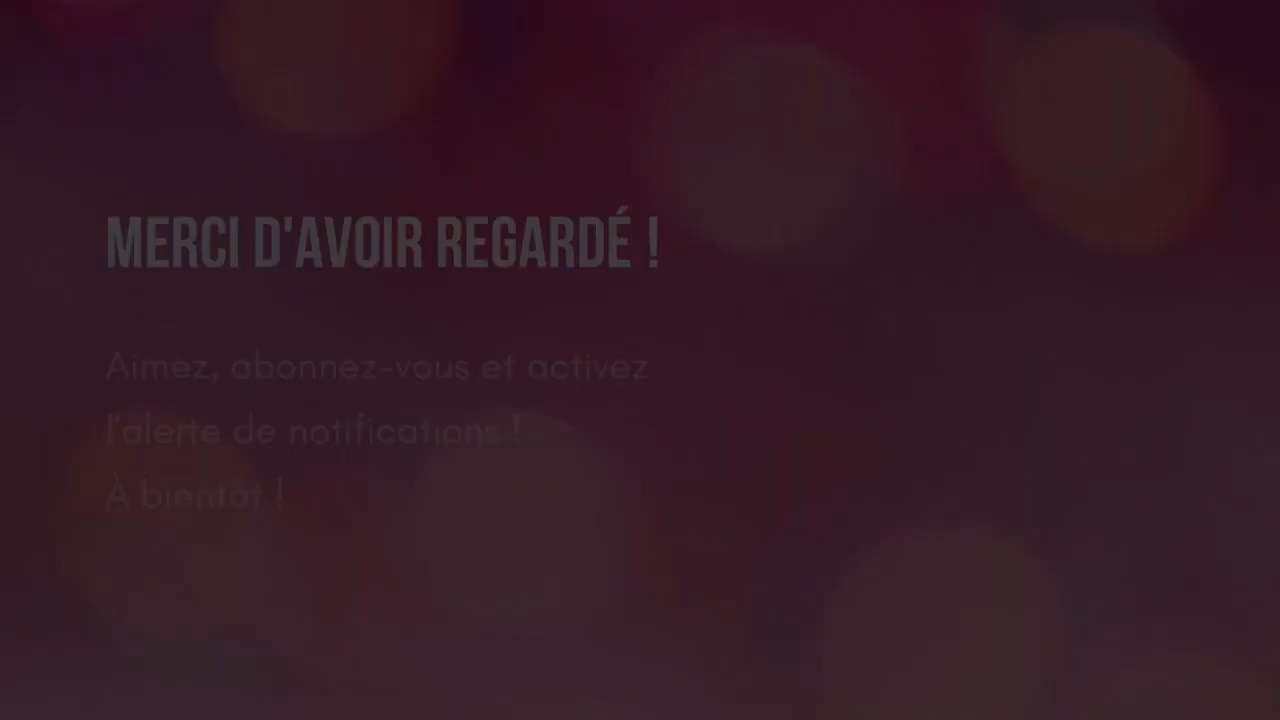 MERCI D'AVOIR REGARDÉ !
Aimez, abonnez-vous et activez
l'alerte de notifications !
À bientôt !